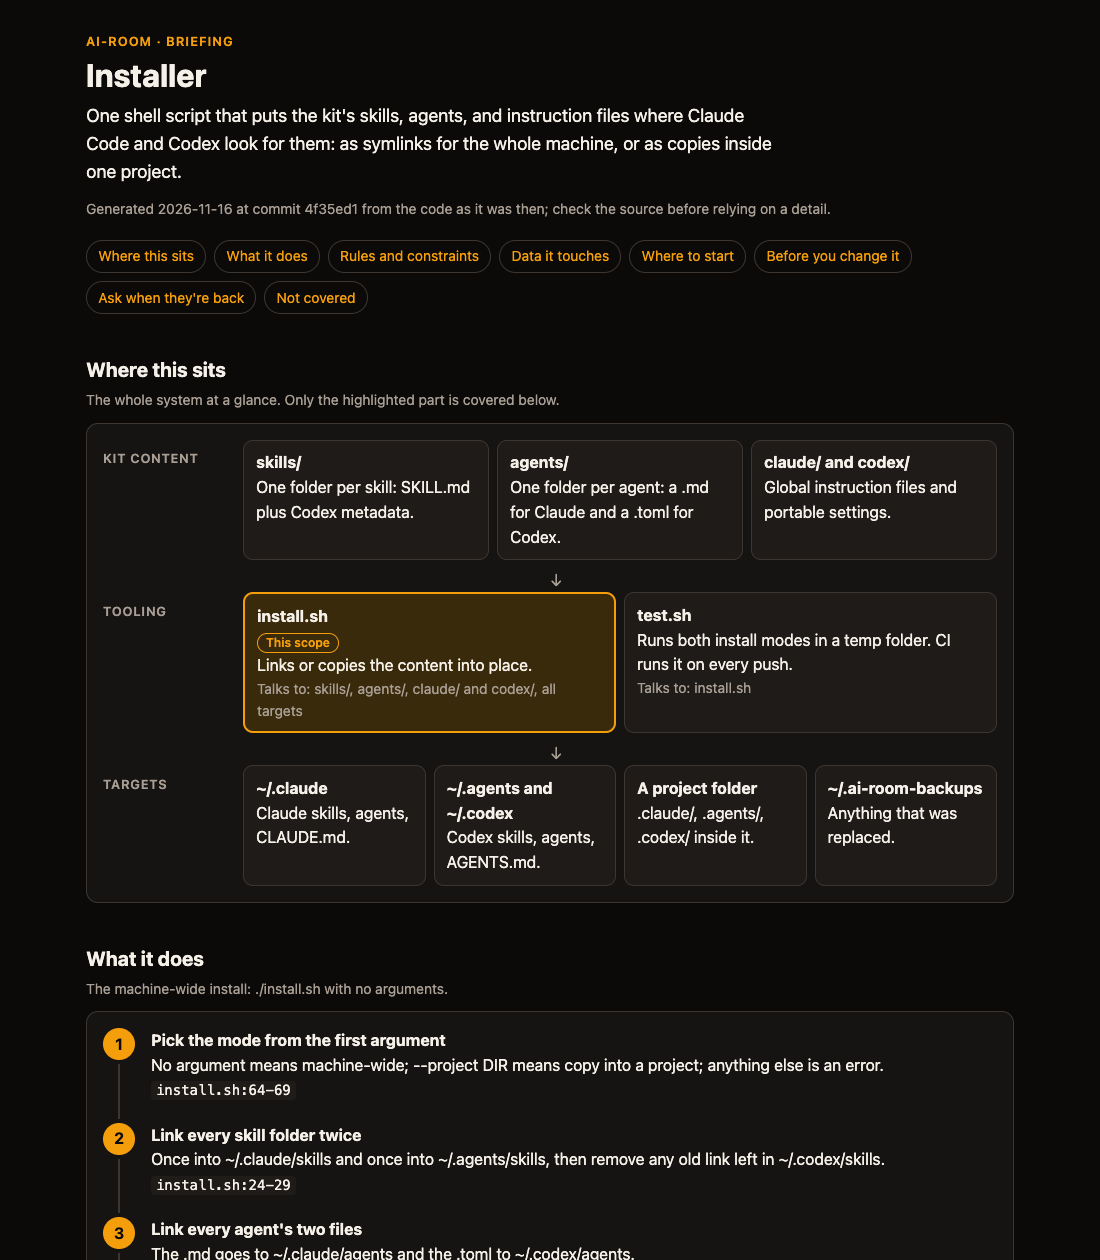 AI-ROOM · BRIEFING
Installer
One shell script that puts the kit's skills, agents, and instruction files where Claude
Code and Codex look for them: as symlinks for the whole machine, or as copies inside
one project.
Generated 2026-11-16 at commit 4f35ed1 from the code as it was then; check the source before relying on a detail.
Where this sits
What it does
Rules and constraints
Data it touches
Where to start
Before you change it
Ask when they're back
Not covered
Where this sits
The whole system at a glance. Only the highlighted part is covered below.
KIT CONTENT
skills/
One folder per skill: SKILL.md
plus Codex metadata.
agents/
One folder per agent: a .md
for Claude and a .toml for
Codex.
claude/ and codex/
Global instruction files and
portable settings.
↓
TOOLING
install.sh
This scope
Links or copies the content into place.
Talks to: skills/, agents/, claude/ and codex/, all
targets
test.sh
Runs both install modes in a temp folder. CI
runs it on every push.
Talks to: install.sh
↓
TARGETS
~/.claude
Claude skills, agents,
CLAUDE.md.
~/.agents and
~/.codex
Codex skills, agents,
AGENTS.md.
A project folder
.claude/, .agents/,
.codex/ inside it.
~/.ai-room-backups
Anything that was
replaced.
What it does
The machine-wide install: ./install.sh with no arguments.
1
Pick the mode from the first argument
No argument means machine-wide; --project DIR means copy into a project; anything else is an error.
install.sh:64–69
2
Link every skill folder twice
Once into ~/.claude/skills and once into ~/.agents/skills, then remove any old link left in ~/.codex/skills.
install.sh:24–29
3
Link every agent's two files
The .md goes to ~/.claude/agents and the .toml to ~/.codex/agents.